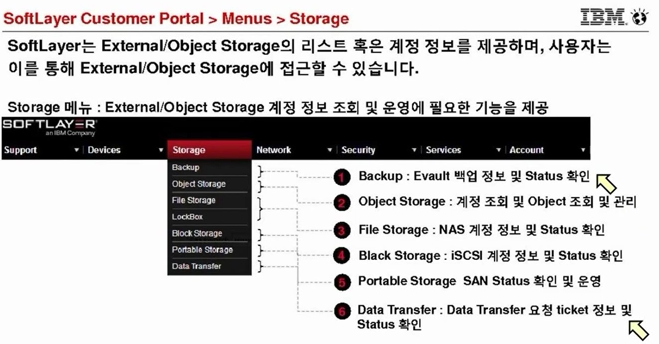 SoftLayer Customer Portal > Menus > Storage
IBM
SoftLayer는 External/Object Storage의 리스트 혹은 계정 정보를 제공하며, 사용자는
이를 통해 External/Object Storage에 접근할 수 있습니다.
Storage 메뉴 : External/Object Storage 계정 정보 조회 및 운영에 필요한 기능을 제공
SOFTLAYER
an IBM Company
Support Devices Storage Network Security Services Account
Backup
Object Storage
File Storage
LockBox
Block Storage
Portable Storage
Data Transfer
1 Backup : Evault 백업 정보 및 Status 확인
2 Object Storage : 계정 조회 및 Object 조회 및 관리
3 File Storage : NAS 계정 정보 및 Status 확인
4 Black Storage : iSCSI 계정 정보 및 Status 확인
5 Portable Storage SAN Status 확인 및 운영
6 Data Transfer : Data Transfer 요청 ticket 정보 및
Status 확인